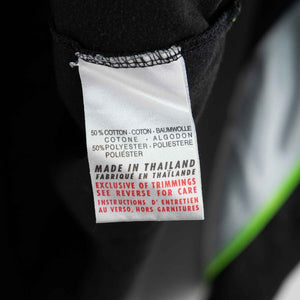 50% COTTON - COTON - BAUMWOLLE
COTONE - ALGODON
50% POLYESTER - POLIESTERE
POLIÉSTER
MADE IN THAILAND
FABRIQUE EN THAÏLANDE
EXCLUSIVE OF TRIMMINGS
SEE REVERSE FOR CARE
INSTRUCTIONS D'ENTRETIEN
AU VERSO, HORS GARNITURES